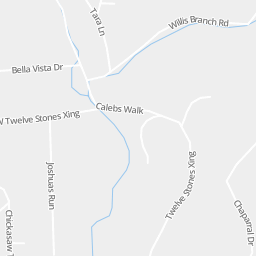 Tara Ln
Willis Branch Rd
Bella Vista Dr
Calebs Walk
W Twelve Stones Xing
Joshuas Run
Twelve Stones Xing
Chaparral Dr
Chickasaw